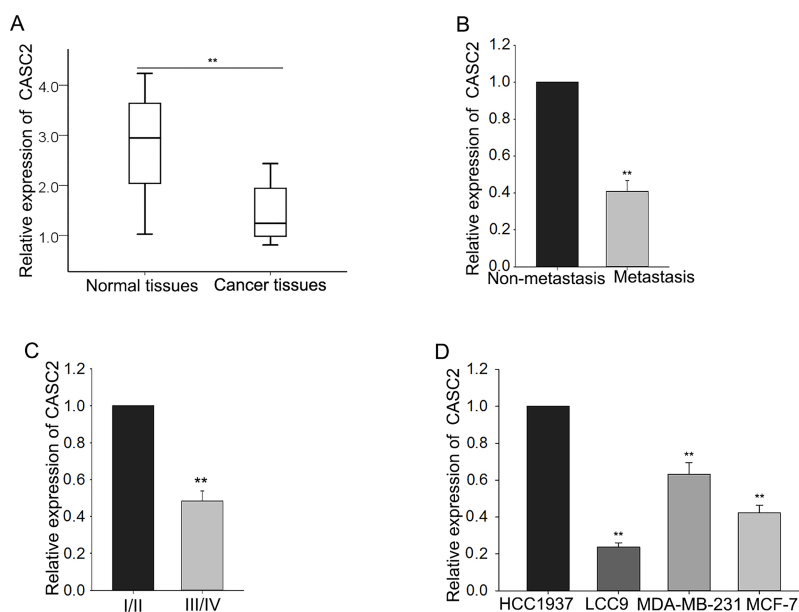 A
Relative expression of CASC2
4.0
3.0
2.0
1.0
**
Normal tissues
Cancer tissues
B
Relative expression of CASC2
1.2
1.0
0.8
0.6
0.4
0.2
0.0
**
Non-metastasis
Metastasis
C
Relative expression of CASC2
1.2
1.0
0.8
0.6
0.4
0.2
0.0
**
I/II
III/IV
D
Relative expression of CASC2
1.2
1.0
0.8
0.6
0.4
0.2
0.0
**
**
**
HCC1937
LCC9
MDA-MB-231
MCF-7